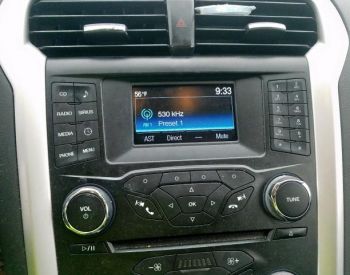 56°F 9:33
CD
RADIO SIRIUS
530 kHz
Preset 1
MEDIA
PHONE MENU
AST Direct -- Mute
VOL
OK
TUNE